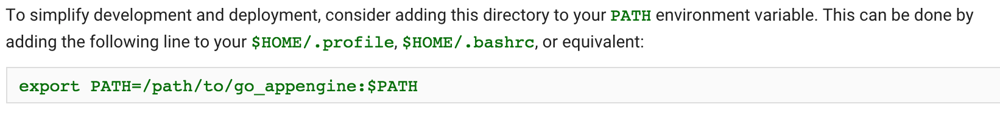 To simplify development and deployment, consider adding this directory to your PATH environment variable. This can be done by
adding the following line to your $HOME/.profile, $HOME/.bashrc, or equivalent:
export PATH=/path/to/go_appengine:$PATH